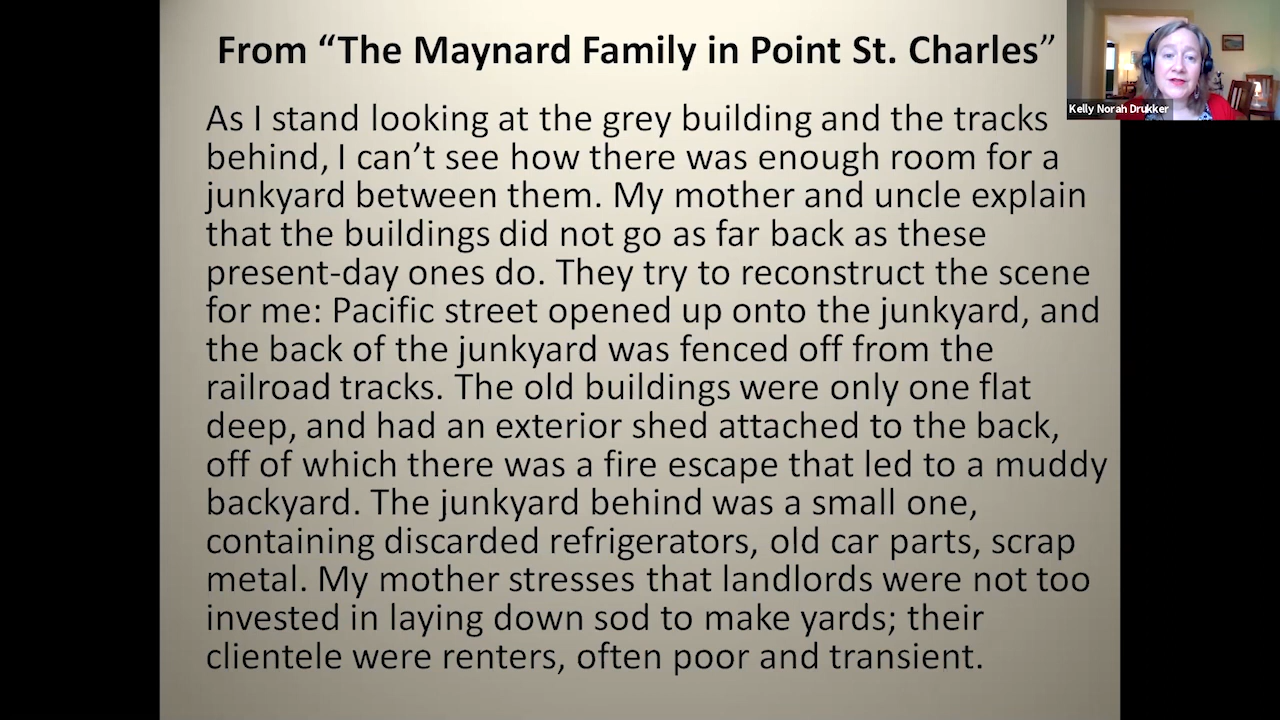 From “The Maynard Family in Point St. Charles”
Kelly Norah Drukker
As I stand looking at the grey building and the tracks
behind, I can’t see how there was enough room for a
junkyard between them. My mother and uncle explain
that the buildings did not go as far back as these
present-day ones do. They try to reconstruct the scene
for me: Pacific street opened up onto the junkyard, and
the back of the junkyard was fenced off from the
railroad tracks. The old buildings were only one flat
deep, and had an exterior shed attached to the back,
off of which there was a fire escape that led to a muddy
backyard. The junkyard behind was a small one,
containing discarded refrigerators, old car parts, scrap
metal. My mother stresses that landlords were not too
invested in laying down sod to make yards; their
clientele were renters, often poor and transient.